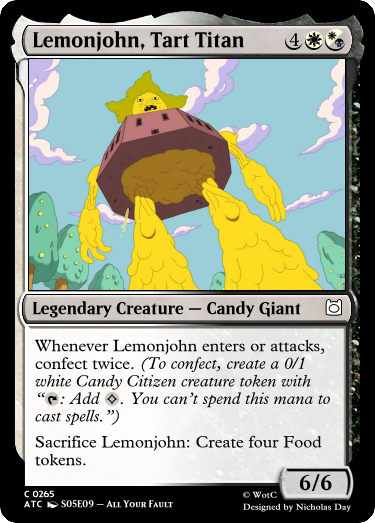 Lemonjohn, Tart Titan 4
Legendary Creature — Candy Giant
Whenever Lemonjohn enters or attacks,
confect twice. (To confect, create a 0/1
white Candy Citizen creature token with
“: Add . You can’t spend this mana to
cast spells.”)
Sacrifice Lemonjohn: Create four Food
tokens.
6/6
C 0265
ATC S05E09 — All Your Fault
© WotC
Designed by Nicholas Day